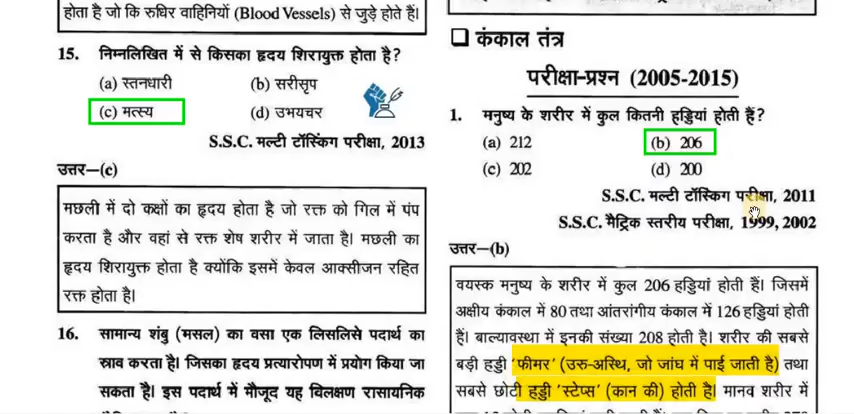 होता है जो कि रुधिर वाहिनियों (Blood Vessels) से जुड़े होते हैं।
15. निम्नलिखित में से किसका हृदय शिरायुक्त होता है?
(a) स्तनधारी (b) सरीसृप
(c) मत्स्य (d) उभयचर
S.S.C. मल्टी टॉस्किंग परीक्षा, 2013
उत्तर—(c)
मछली में दो कक्षों का हृदय होता है जो रक्त को गिल में पंप
करता है और वहां से रक्त शेष शरीर में जाता है। मछली का
हृदय शिरायुक्त होता है क्योंकि इसमें केवल आक्सीजन रहित
रक्त होता है।
16. सामान्य शंबु (मसल) का वसा एक लिसलिसे पदार्थ का
स्राव करता है। जिसका हृदय प्रत्यारोपण में प्रयोग किया जा
सकता है। इस पदार्थ में मौजूद यह विलक्षण रासायनिक
❑ कंकाल तंत्र
परीक्षा-प्रश्न (2005-2015)
1. मनुष्य के शरीर में कुल कितनी हड्डियां होती हैं?
(a) 212 (b) 206
(c) 202 (d) 200
S.S.C. मल्टी टॉस्किंग परीक्षा, 2011
S.S.C. मैट्रिक स्तरीय परीक्षा, 1999, 2002
उत्तर—(b)
वयस्क मनुष्य के शरीर में कुल 206 हड्डियां होती हैं। जिसमें
अक्षीय कंकाल में 80 तथा आंतरांगीय कंकाल में 126 हड्डियां होती
हैं। बाल्यावस्था में इनकी संख्या 208 होती है। शरीर की सबसे
बड़ी हड्डी 'फीमर' (उरु-अस्थि, जो जांघ में पाई जाती है) तथा
सबसे छोटी हड्डी 'स्टेप्स' (कान की) होती है। मानव शरीर में